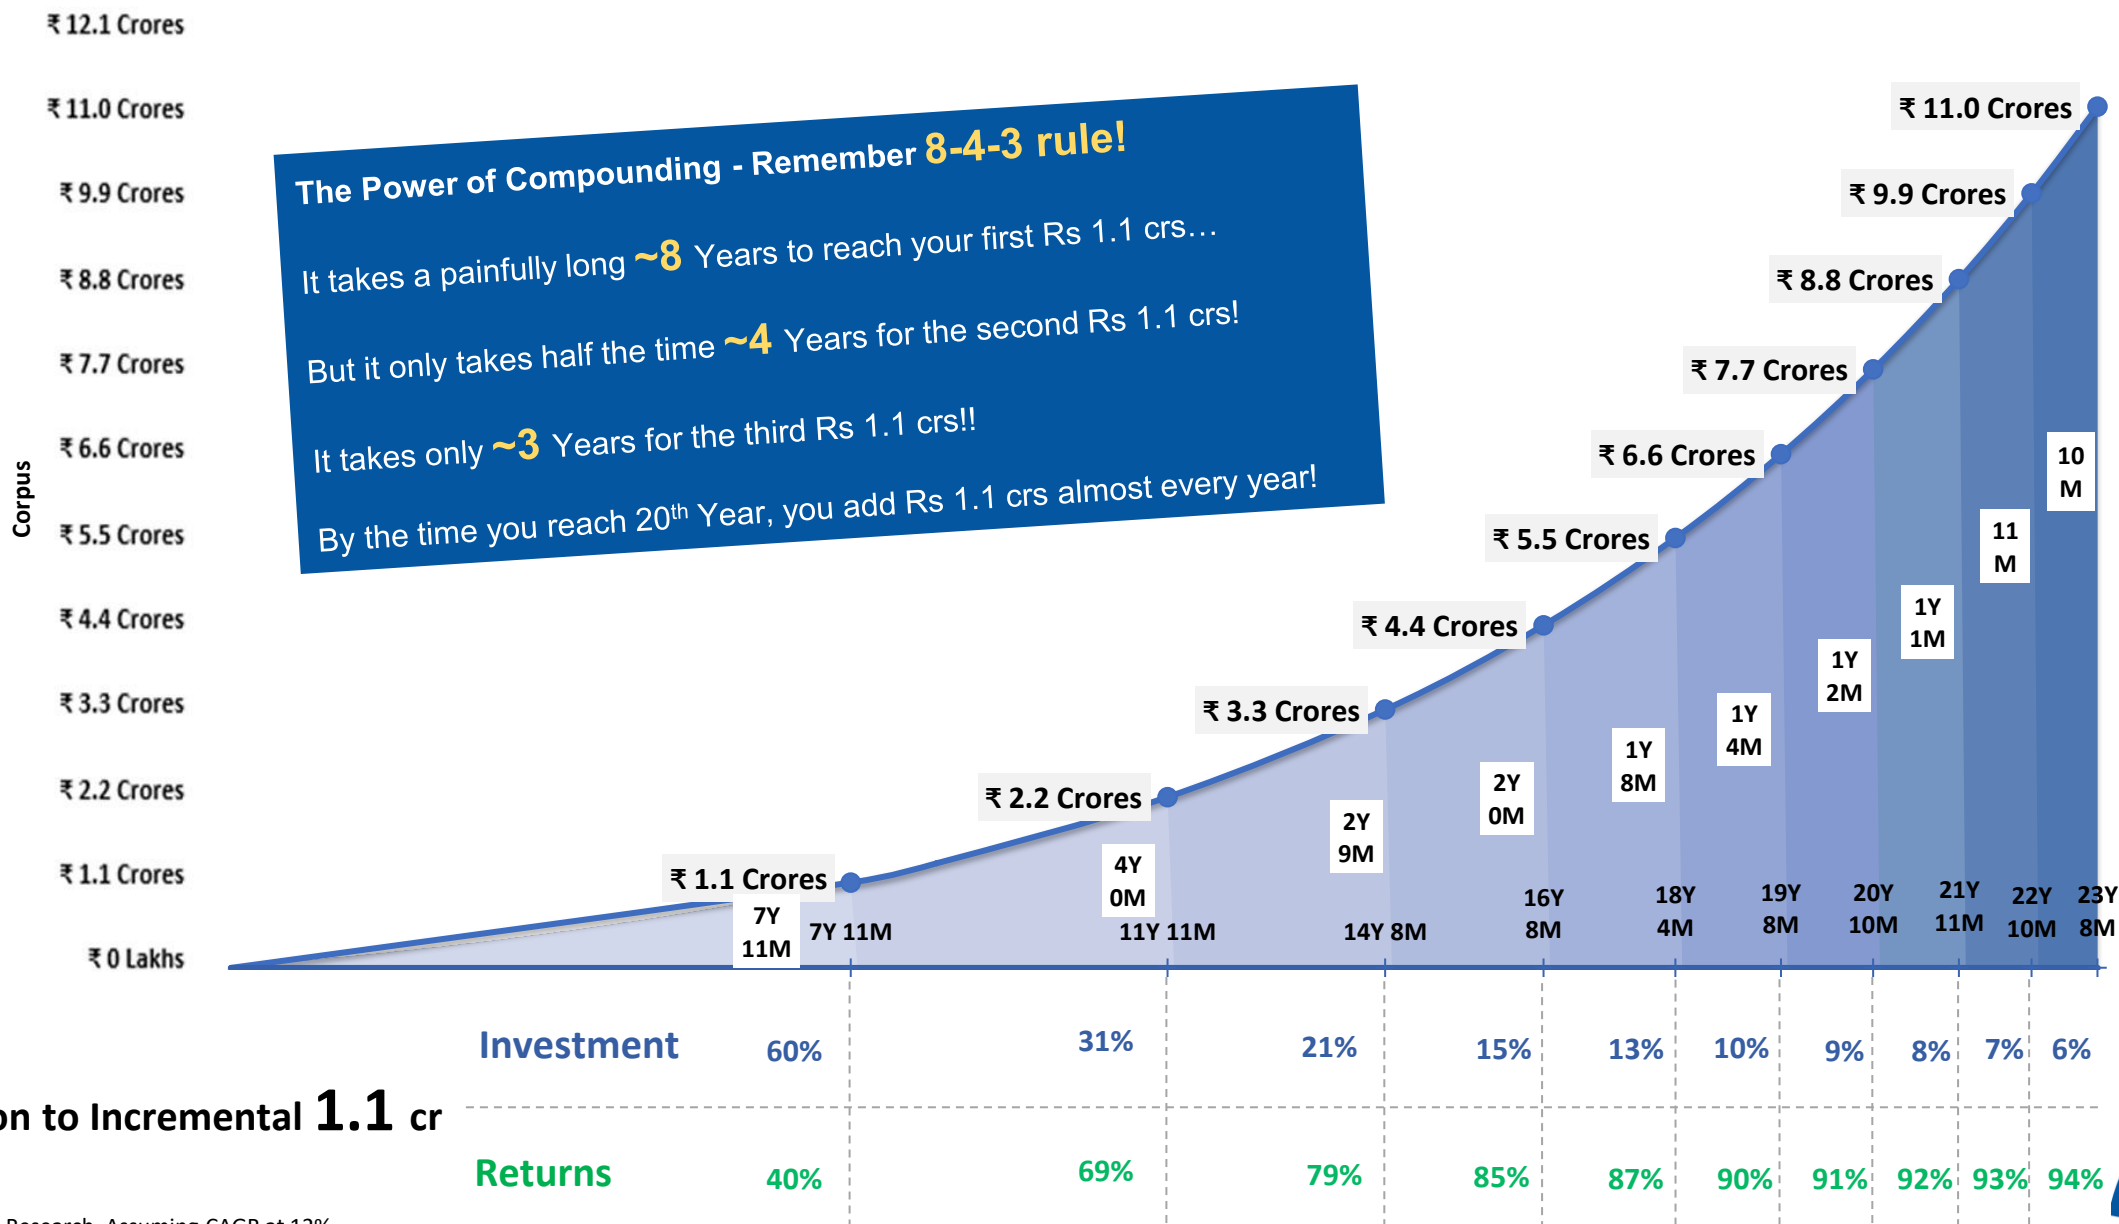 ₹ 12.1 Crores
₹ 11.0 Crores
₹ 9.9 Crores
₹ 8.8 Crores
₹ 7.7 Crores
₹ 6.6 Crores
₹ 5.5 Crores
₹ 4.4 Crores
₹ 3.3 Crores
₹ 2.2 Crores
₹ 1.1 Crores
₹ 0 Lakhs
Corpus
The Power of Compounding - Remember 8-4-3 rule!
It takes a painfully long ~8 Years to reach your first Rs 1.1 crs…
But it only takes half the time ~4 Years for the second Rs 1.1 crs!
It takes only ~3 Years for the third Rs 1.1 crs!!
By the time you reach 20th Year, you add Rs 1.1 crs almost every year!
₹ 1.1 Crores
₹ 2.2 Crores
₹ 3.3 Crores
₹ 4.4 Crores
₹ 5.5 Crores
₹ 6.6 Crores
₹ 7.7 Crores
₹ 8.8 Crores
₹ 9.9 Crores
₹ 11.0 Crores
7Y
11M
4Y
0M
2Y
9M
2Y
0M
1Y
8M
1Y
4M
1Y
2M
1Y
1M
11
M
10
M
7Y 11M
11Y 11M
14Y 8M
16Y
8M
18Y
4M
19Y
8M
20Y
10M
21Y
11M
22Y
10M
23Y
8M
Investment 60% 31% 21% 15% 13% 10% 9% 8% 7% 6%
on to Incremental 1.1 cr
Returns 40% 69% 79% 85% 87% 90% 91% 92% 93% 94%
Research, Assuming CAGR at 12%